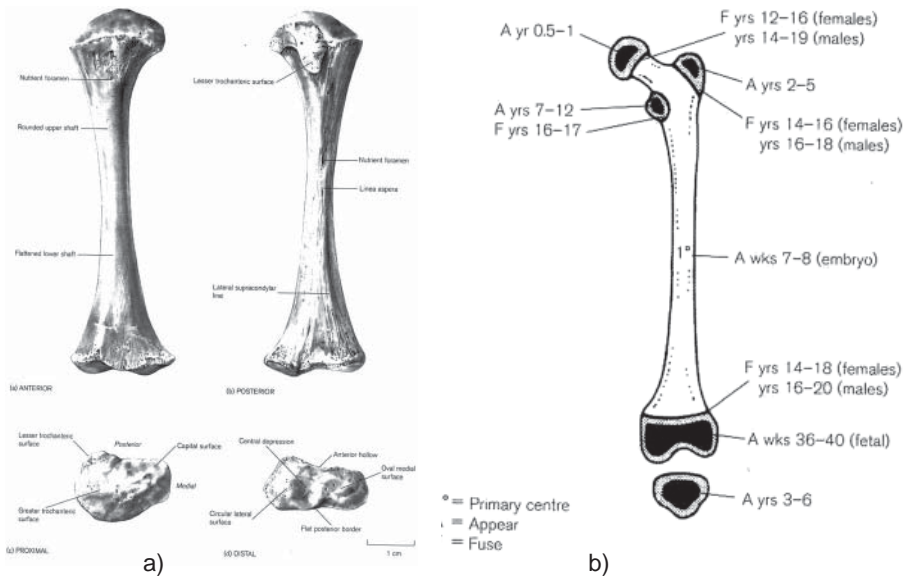 Nutrient foramen
Rounded upper shaft
Flattened lower shaft
(a) ANTERIOR
Lesser trochanteric
surface
Nutrient foramen
Linea aspera
Lateral supracondylar
line
(b) POSTERIOR
Lesser trochanteric
surface
Posterior
Capital surface
Medial
Greater trochanteric
surface
(c) PROXIMAL
Central depression
Anterior hollow
Oval medial
surface
Circular lateral
surface
Flat posterior border
(d) DISTAL
1 cm
a)
A yr 0.5–1
F yrs 12–16 (females)
yrs 14–19 (males)
A yrs 2–5
A yrs 7–12
F yrs 16–17
F yrs 14–16 (females)
yrs 16–18 (males)
1°
A wks 7–8 (embryo)
F yrs 14–18 (females)
yrs 16–20 (males)
A wks 36–40 (fetal)
A yrs 3–6
° = Primary centre
= Appear
= Fuse
b)